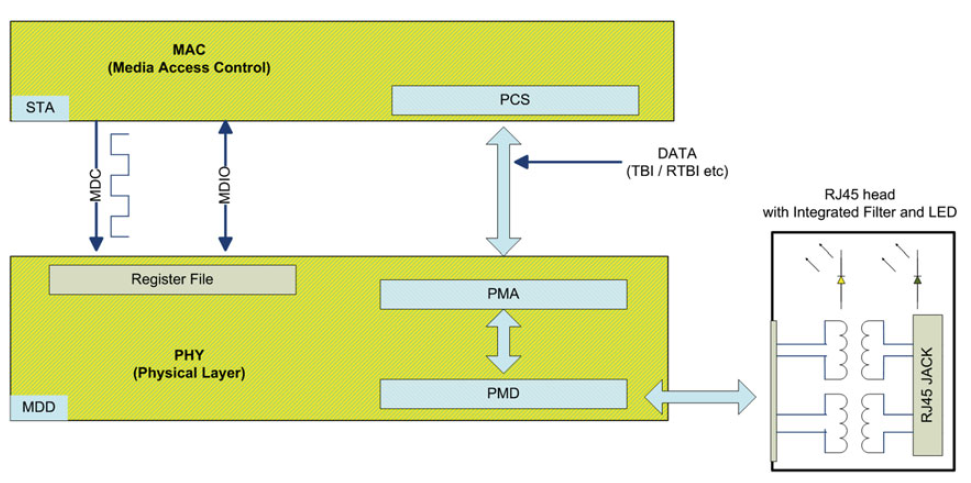 MAC
(Media Access Control)
STA
PCS
MDC
MDIO
DATA
(TBI / RTBI etc)
RJ45 head
with Integrated Filter and LED
Register File
PMA
PHY
(Physical Layer)
MDD
PMD
RJ45 JACK